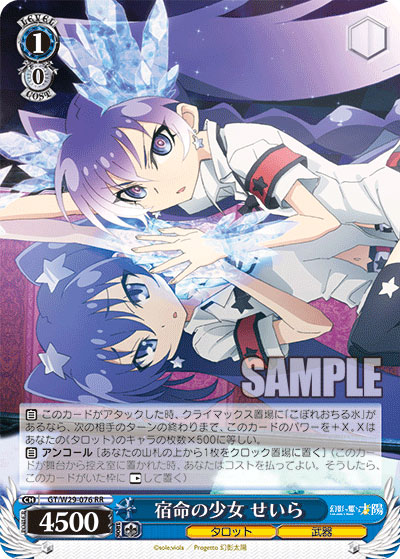 LEVEL
1
0
COST
SAMPLE
自 このカードがアタックした時、クライマックス置場に「こぼれおちる氷」が
あるなら、次の相手のターンの終わりまで、このカードのパワーを＋X。Xは
あなたの《タロット》のキャラの枚数×500に等しい。
自 アンコール ［あなたの山札の上から1枚をクロック置場に置く］（このカー
ドが舞台から控え室に置かれた時、あなたはコストを払ってよい。そうしたら、
このカードがいた枠に置く）
CH GT/W29-076 RR
4500
宿命の少女 せいら
タロット 武器
©sole;viola / Progetto 幻影太陽